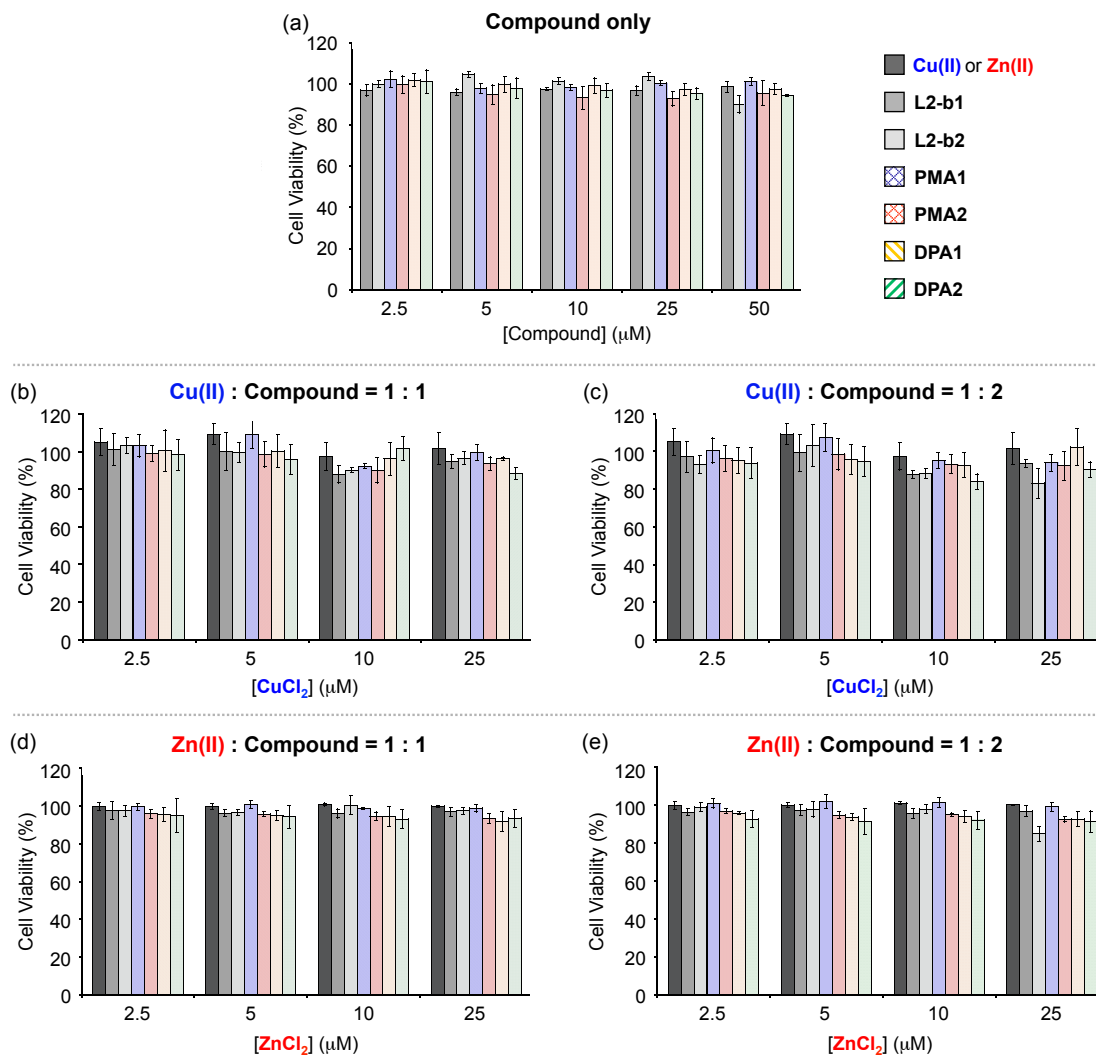 (a)
Compound only
120
100
80
60
40
20
0
Cell Viability (%)
2.5 5 10 25 50
[Compound] (μM)
Cu(II) or Zn(II)
L2-b1
L2-b2
PMA1
PMA2
DPA1
DPA2
(b)
Cu(II) : Compound = 1 : 1
120
100
80
60
40
20
0
Cell Viability (%)
2.5 5 10 25
[CuCl₂] (μM)
(c)
Cu(II) : Compound = 1 : 2
120
100
80
60
40
20
0
Cell Viability (%)
2.5 5 10 25
[CuCl₂] (μM)
(d)
Zn(II) : Compound = 1 : 1
120
100
80
60
40
20
0
Cell Viability (%)
2.5 5 10 25
[ZnCl₂] (μM)
(e)
Zn(II) : Compound = 1 : 2
120
100
80
60
40
20
0
Cell Viability (%)
2.5 5 10 25
[ZnCl₂] (μM)